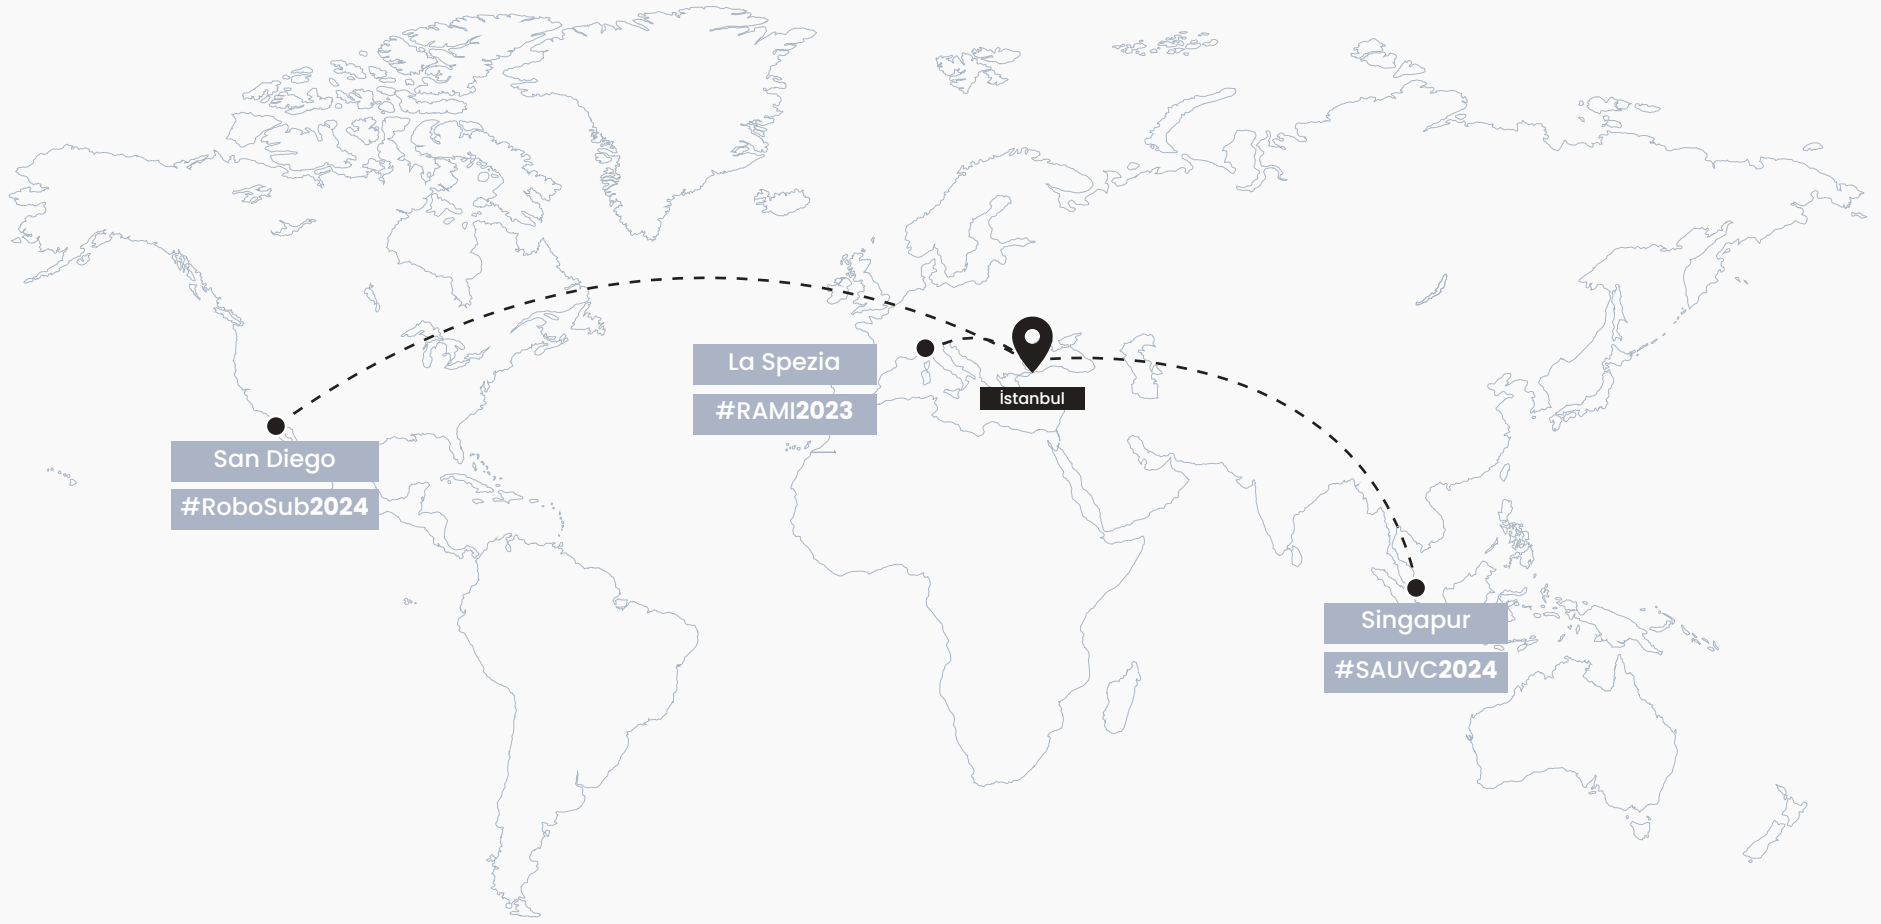 La Spezia
#RAMI2023
İstanbul
San Diego
#RoboSub2024
Singapur
#SAUVC2024